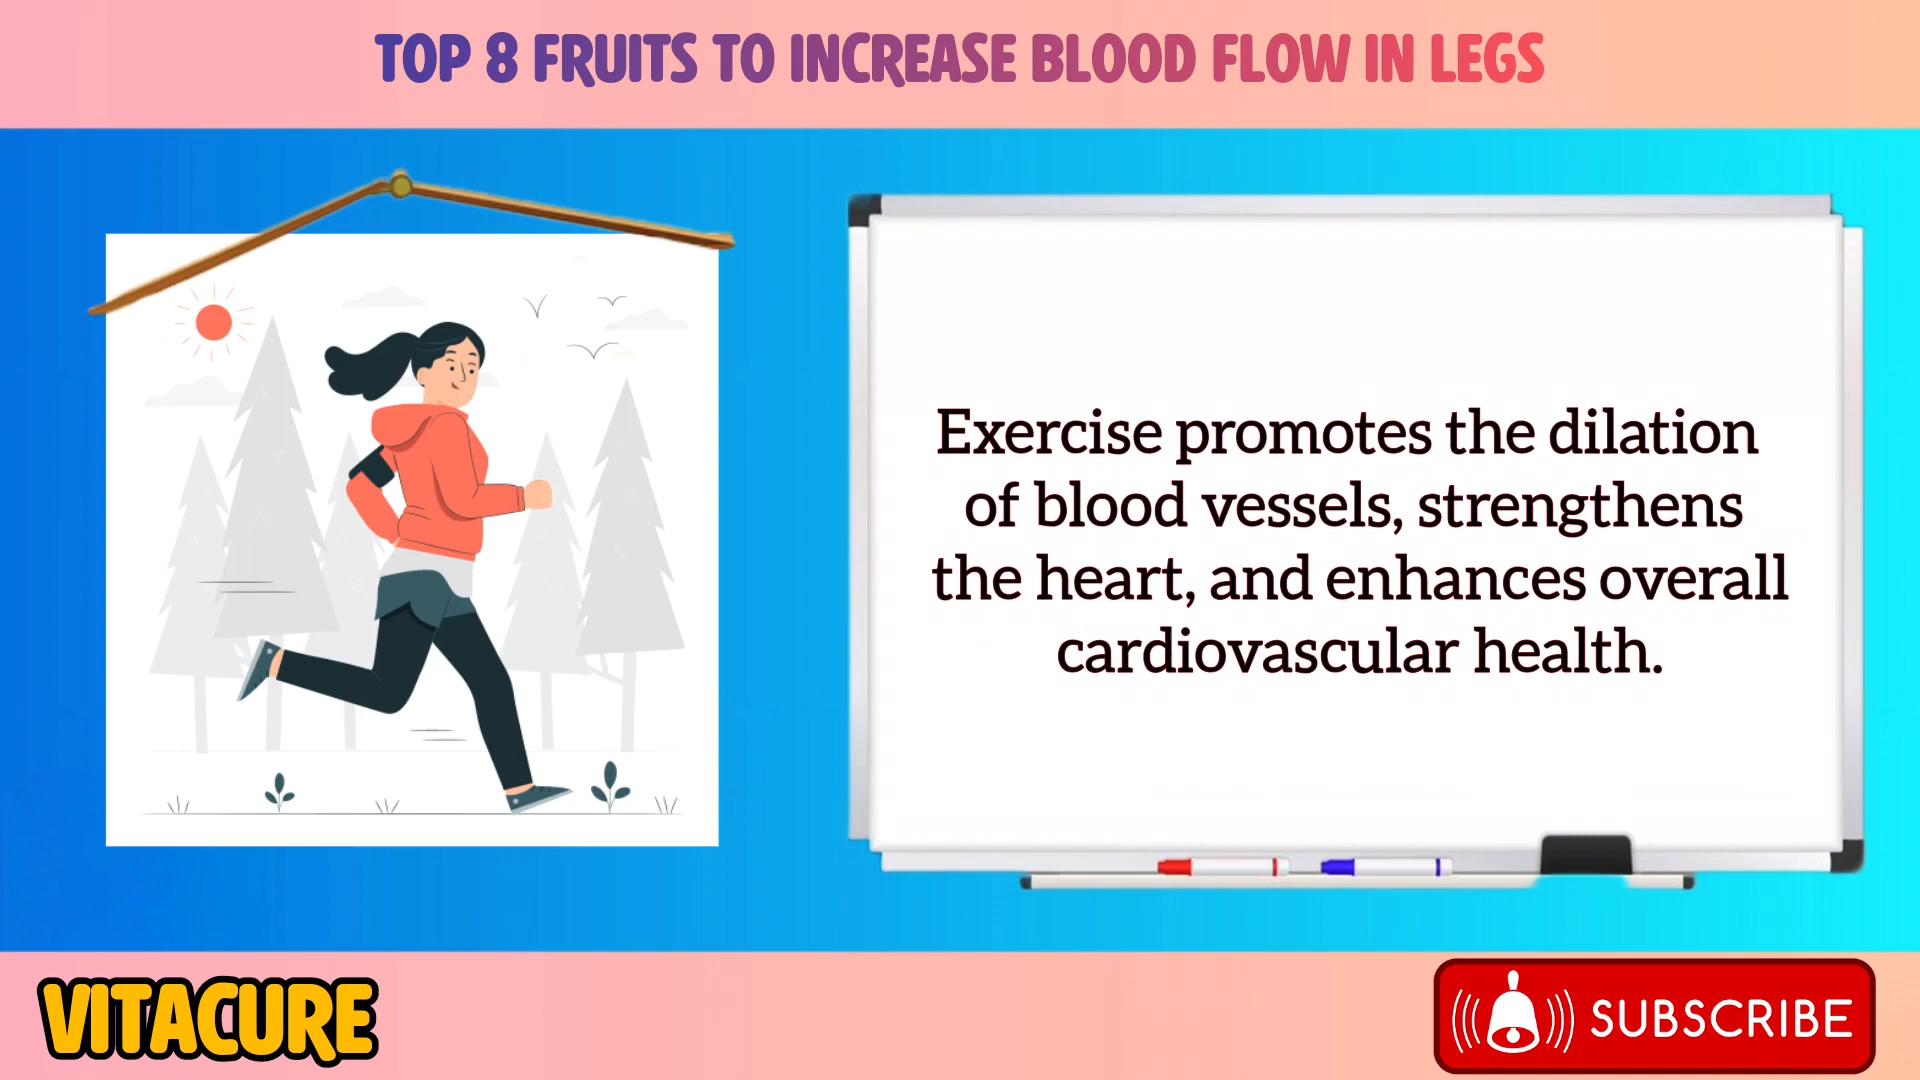 TOP 8 FRUITS TO INCREASE BLOOD FLOW IN LEGS
Exercise promotes the dilation
of blood vessels, strengthens
the heart, and enhances overall
cardiovascular health.
VITACURE
SUBSCRIBE